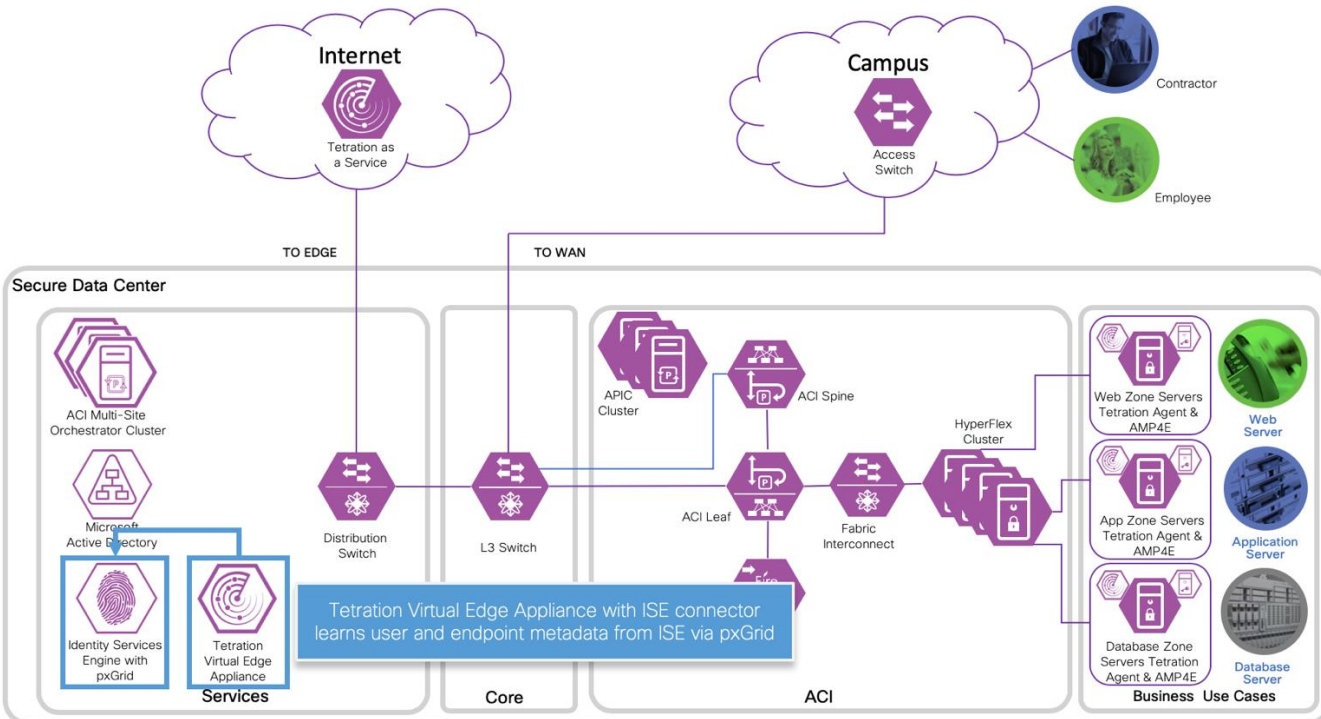 Internet
Tetration as
a Service
Campus
Access
Switch
Contractor
Employee
TO EDGE
TO WAN
Secure Data Center
ACI Multi-Site
Orchestrator Cluster
Microsoft
Active Directory
Identity Services
Engine with
pxGrid
Tetration
Virtual Edge
Appliance
Services
Distribution
Switch
L3 Switch
Core
APIC
Cluster
P
P
P
ACI Spine
P
ACI Leaf
Fabric
Interconnect
HyperFlex
Cluster
Tetration Virtual Edge Appliance with ISE connector
learns user and endpoint metadata from ISE via pxGrid
ACI
Web Zone Servers
Tetration Agent &
AMP4E
Web
Server
App Zone Servers
Tetration Agent &
AMP4E
Application
Server
Database Zone
Servers Tetration
Agent & AMP4E
Database
Server
Business Use Cases